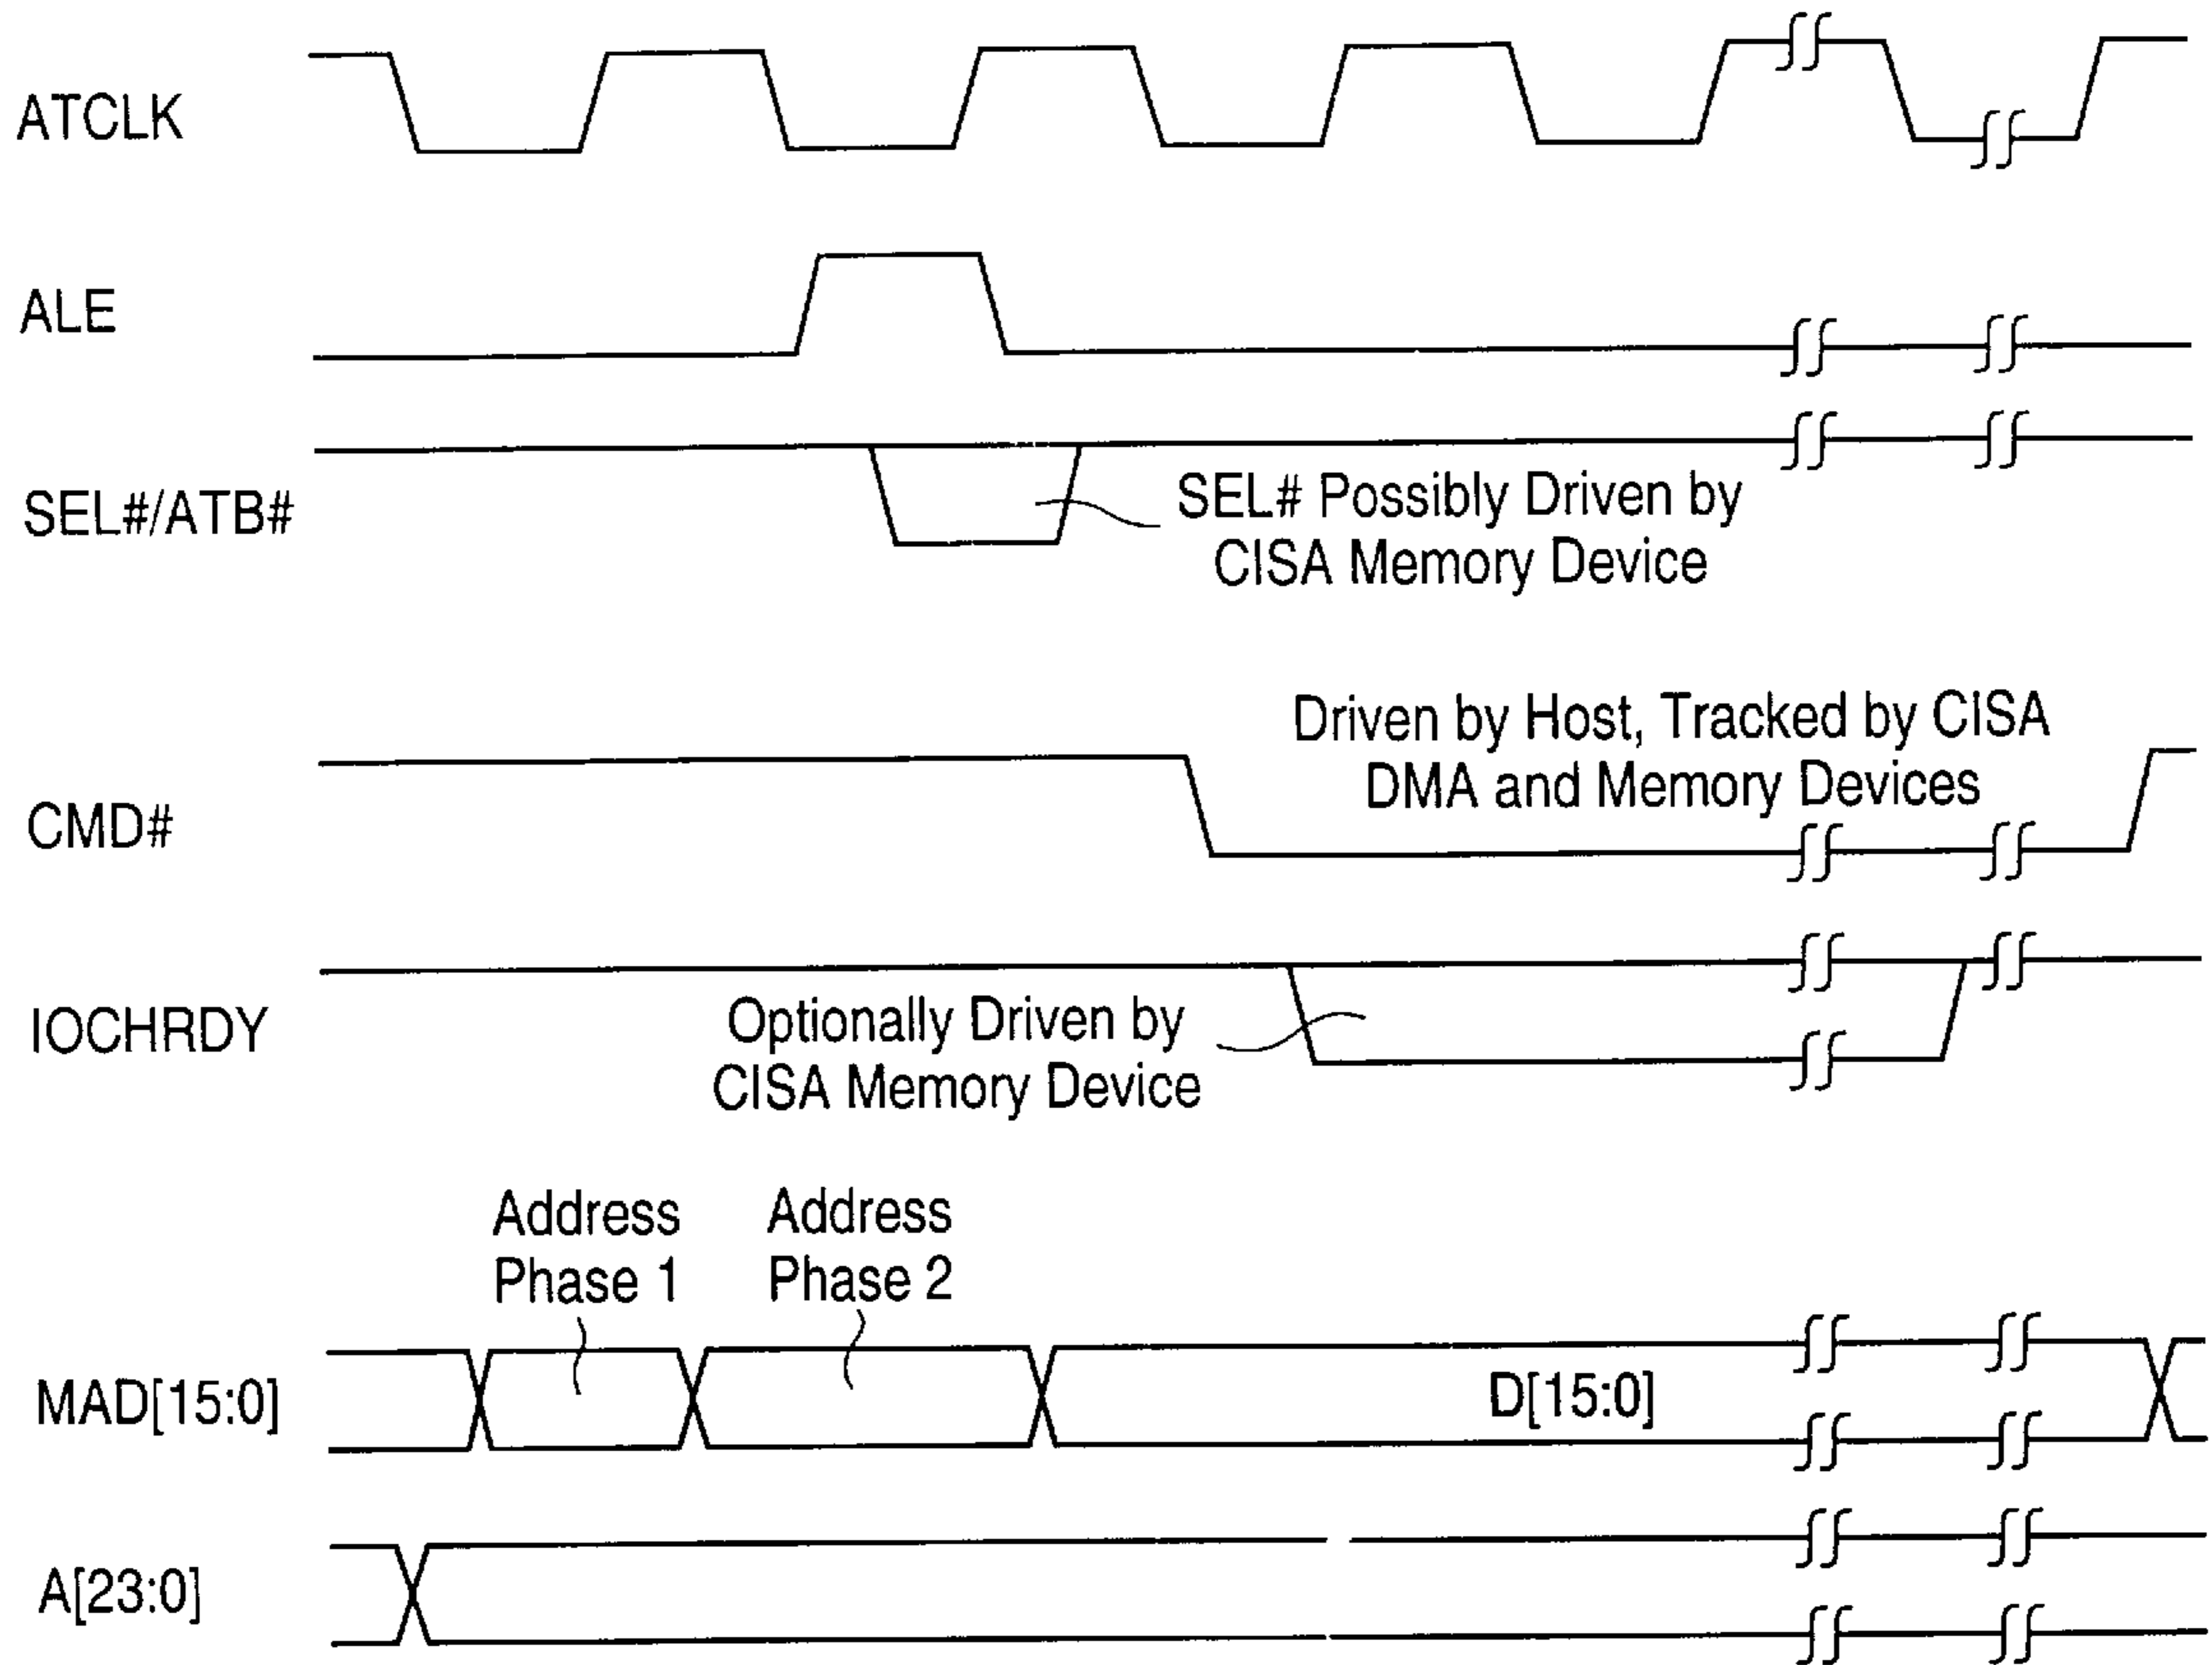 ATCLK
ALE
SEL#/ATB#
SEL# Possibly Driven by
CISA Memory Device
Driven by Host, Tracked by CISA
DMA and Memory Devices
CMD#
Optionally Driven by
CISA Memory Device
IOCHRDY
Address
Phase 1
Address
Phase 2
MAD[15:0]
D[15:0]
A[23:0]